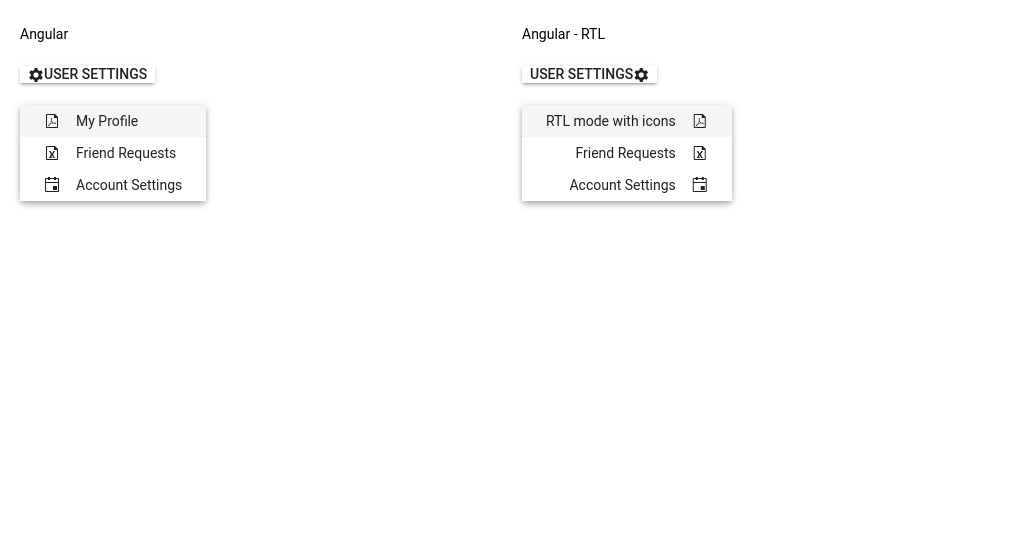 Angular
USER SETTINGS
My Profile
Friend Requests
Account Settings
Angular - RTL
USER SETTINGS
RTL mode with icons
Friend Requests
Account Settings